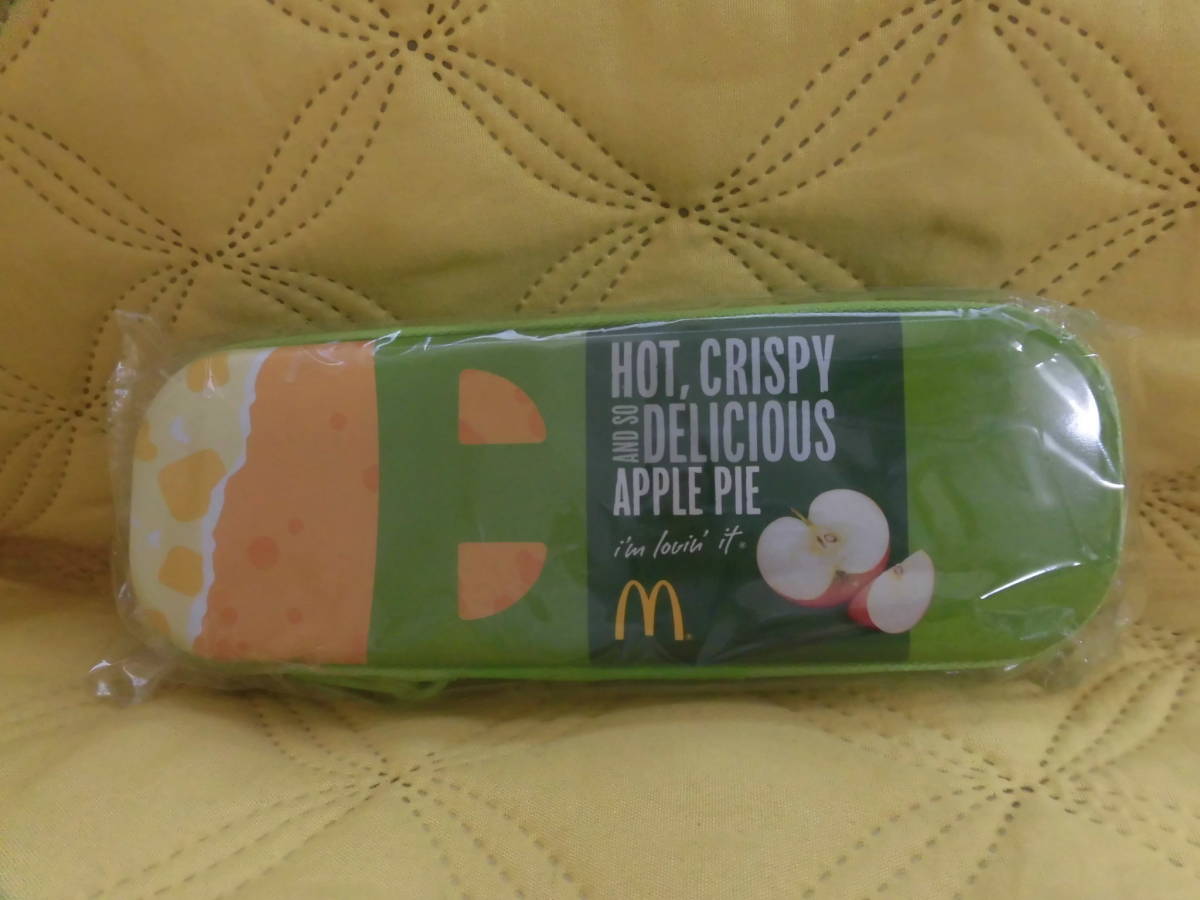 HOT, CRISPY
AND SO DELICIOUS
APPLE PIE
i'm lovin' it®
M®